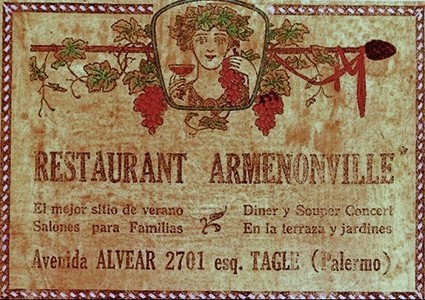 RESTAURANT ARMENONVILLE
El mejor sitio de verano
Salones para Familias
Diner y Souper Concert
En la terraza y jardines
Avenida ALVEAR 2701 esq. TAGLE (Palermo)